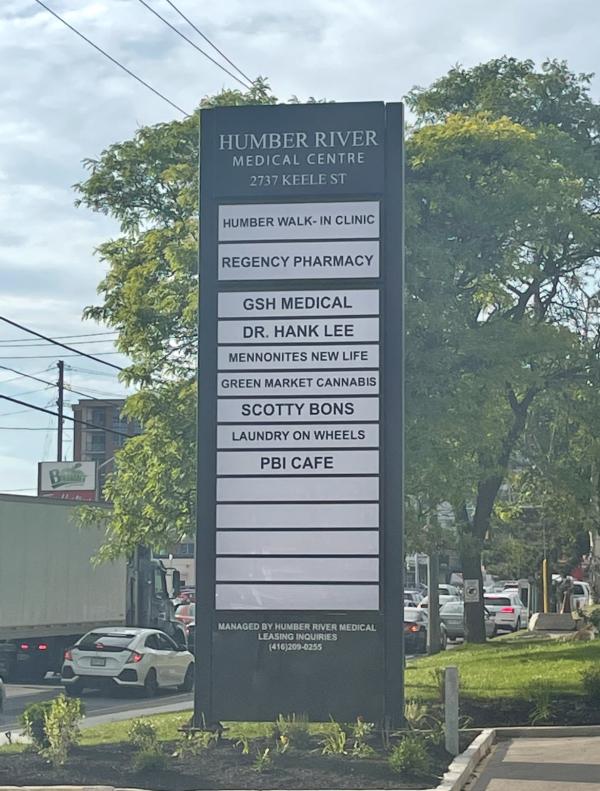 HUMBER RIVER
MEDICAL CENTRE
2737 KEELE ST
HUMBER WALK- IN CLINIC
REGENCY PHARMACY
GSH MEDICAL
DR. HANK LEE
MENNONITES NEW LIFE
GREEN MARKET CANNABIS
SCOTTY BONS
LAUNDRY ON WHEELS
PBI CAFE
MANAGED BY HUMBER RIVER MEDICAL
LEASING INQUIRIES
(416)209-0255